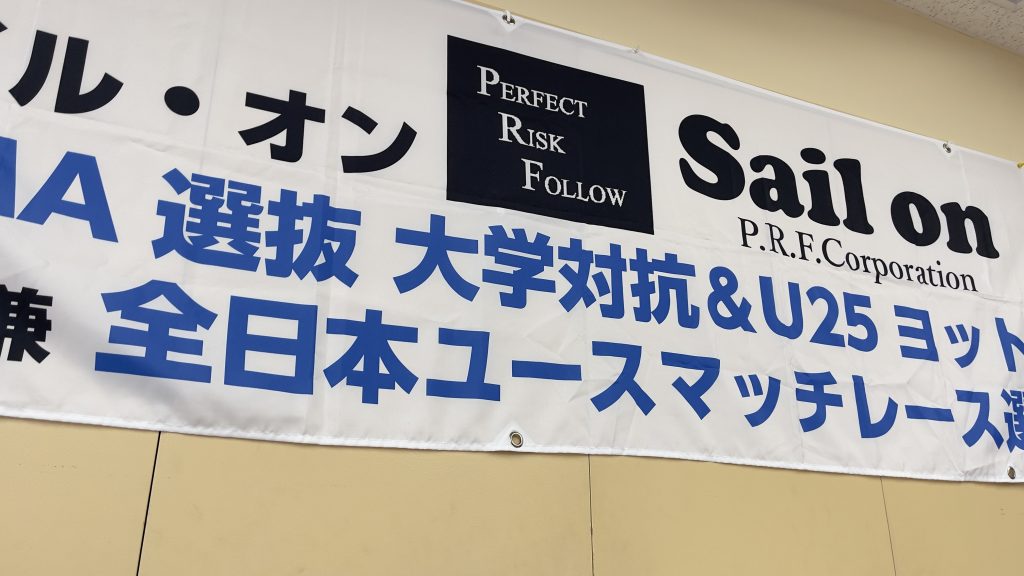 ル・オン
PERFECT
RISK
FOLLOW
Sail on
P.R.F.Corporation
選抜 大学対抗&U25 ヨット
兼 全日本ユースマッチレース選